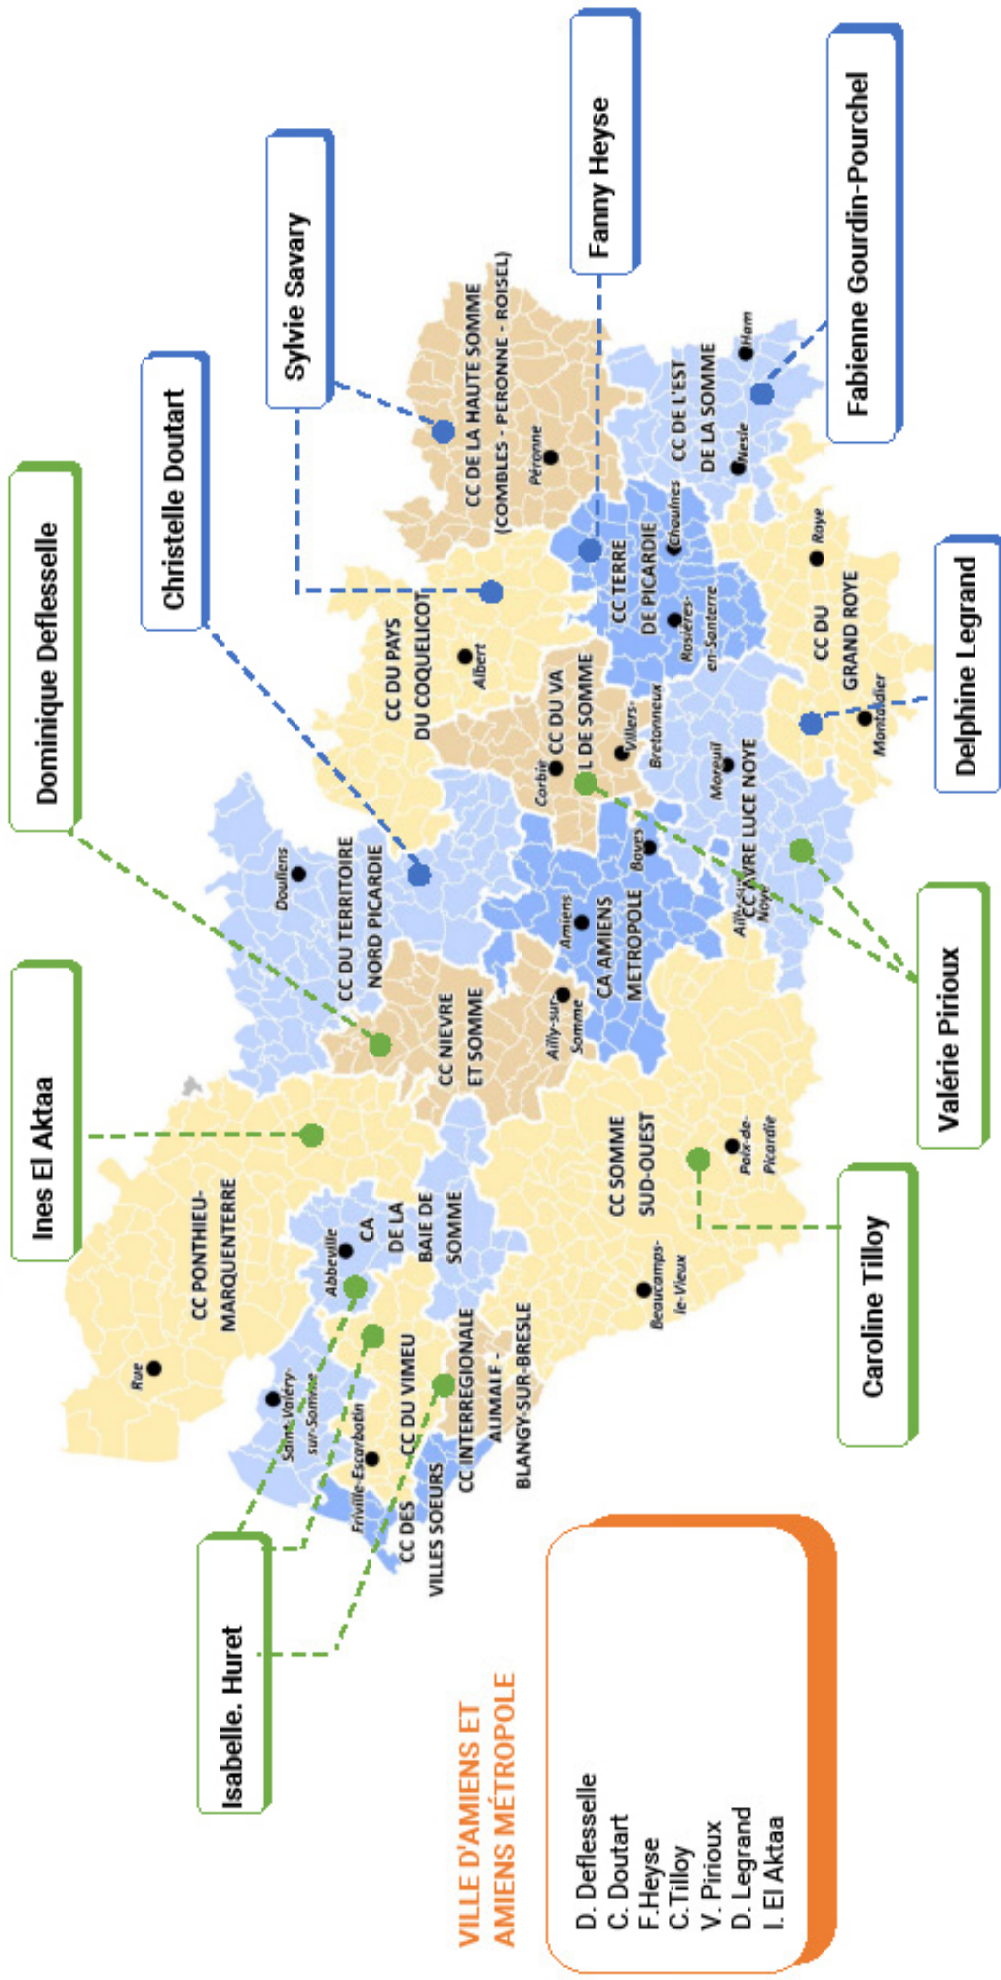 Ines El Aktaa
Dominique Deflesselle
Christelle Doutart
Sylvie Savary
Fanny Heyse
Fabienne Gourdin-Pourchel
Delphine Legrand
Valérie Pirioux
Caroline Tilloy
Isabelle. Huret
Rue
CC PONTHIEU-
MARQUENTERRE
Saint-Valéry-
sur-Somme
Abbeville
CA
DE LA
BAIE DE
SOMME
Friville-Escarbotin
CC DU VIMEU
CC DES
VILLES SOEURS
CC INTERREGIONALE
AUMALE -
BLANGY-SUR-BRESLE
Doullens
CC DU TERRITOIRE
NORD PICARDIE
CC NIEVRE
ET SOMME
Ailly-sur-
Somme
Amiens
CA AMIENS
METROPOLE
Boves
CC DU PAYS
DU COQUELICOT
Albert
CC DE LA HAUTE SOMME
(COMBLES - PERONNE - ROISEL)
Péronne
Corbie
CC DU VA
L DE SOMME
Villers-
Bretonneux
CC TERRE
DE PICARDIE
Chaulnes
Rosières-
en-Santerre
CC DE L'EST
DE LA SOMME
Ham
Nesle
Roye
CC DU
GRAND ROYE
Montdidier
Moreuil
CC AVRE LUCE NOYE
Ailly-sur-
Noye
CC SOMME
SUD-OUEST
Poix-de-
Picardie
Beaucamps-
le-Vieux
VILLE D'AMIENS ET
AMIENS MÉTROPOLE
D. Deflesselle
C. Doutart
F.Heyse
C.Tilloy
V. Pirioux
D. Legrand
I. El Aktaa